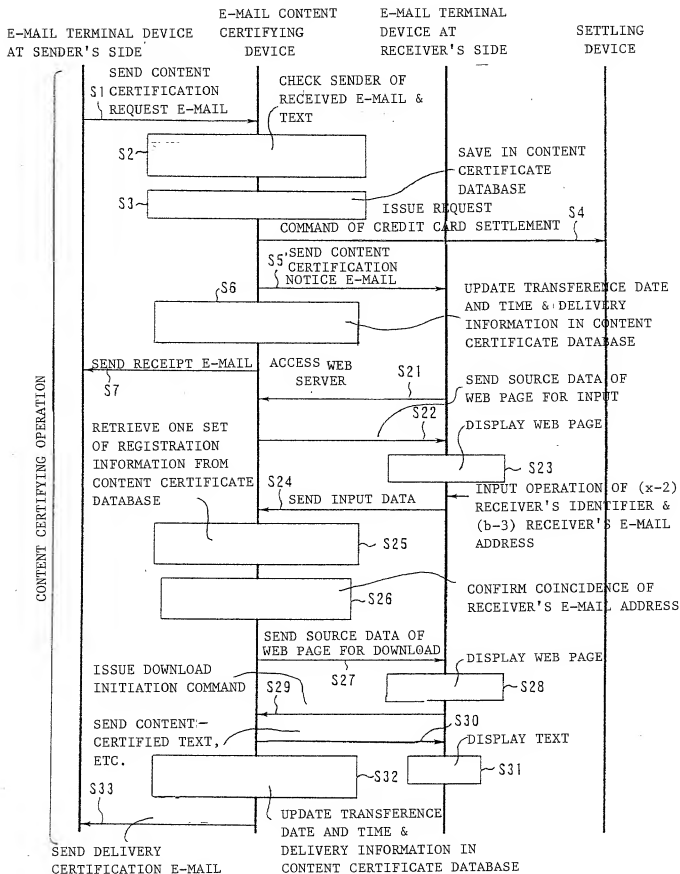 E-MAIL TERMINAL DEVICE
AT SENDER'S SIDE
E-MAIL CONTENT
CERTIFYING
DEVICE
E-MAIL TERMINAL
DEVICE AT
RECEIVER'S SIDE
SETTLING
DEVICE
SEND CONTENT
CERTIFICATION
REQUEST E-MAIL
S1
CHECK SENDER OF
RECEIVED E-MAIL &
TEXT
S2
SAVE IN CONTENT
CERTIFICATE
DATABASE
S3
ISSUE REQUEST
COMMAND OF CREDIT CARD SETTLEMENT
S4
S5
SEND CONTENT
CERTIFICATION
NOTICE E-MAIL
S6
UPDATE TRANSFERENCE DATE
AND TIME & DELIVERY
INFORMATION IN CONTENT
CERTIFICATE DATABASE
SEND RECEIPT E-MAIL
S7
ACCESS WEB
SERVER
S21
SEND SOURCE DATA OF
WEB PAGE FOR INPUT
S22
DISPLAY WEB PAGE
S23
RETRIEVE ONE SET
OF REGISTRATION
INFORMATION FROM
CONTENT CERTIFICATE
DATABASE
S24
SEND INPUT DATA
INPUT OPERATION OF (x-2)
RECEIVER'S IDENTIFIER &
(b-3) RECEIVER'S E-MAIL
ADDRESS
S25
S26
CONFIRM COINCIDENCE OF
RECEIVER'S E-MAIL ADDRESS
CONTENT CERTIFYING OPERATION
SEND SOURCE DATA OF
WEB PAGE FOR DOWNLOAD
S27
DISPLAY WEB PAGE
S28
ISSUE DOWNLOAD
INITIATION COMMAND
S29
SEND CONTENT-
CERTIFIED TEXT,
ETC.
S30
DISPLAY TEXT
S31
S32
S33
UPDATE TRANSFERENCE
DATE AND TIME &
DELIVERY INFORMATION IN
CONTENT CERTIFICATE DATABASE
SEND DELIVERY
CERTIFICATION E-MAIL